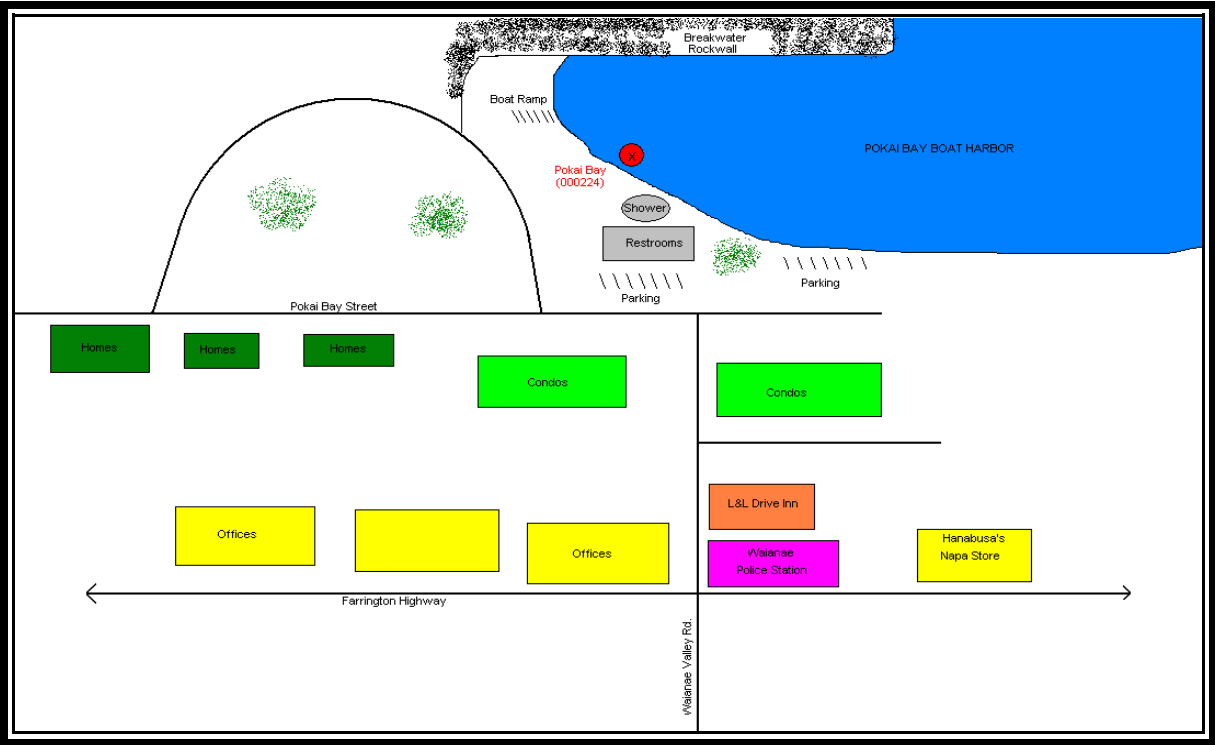 Breakwater
Rockwall
Boat Ramp
POKAI BAY BOAT HARBOR
X
Pokai Bay
(000224)
Shower
Restrooms
Parking
Parking
Pokai Bay Street
Homes
Homes
Homes
Condos
Condos
L&L Drive Inn
Offices
Offices
Waianae
Police Station
Hanabusa's
Napa Store
Farrington Highway
Waianae Valley Rd.